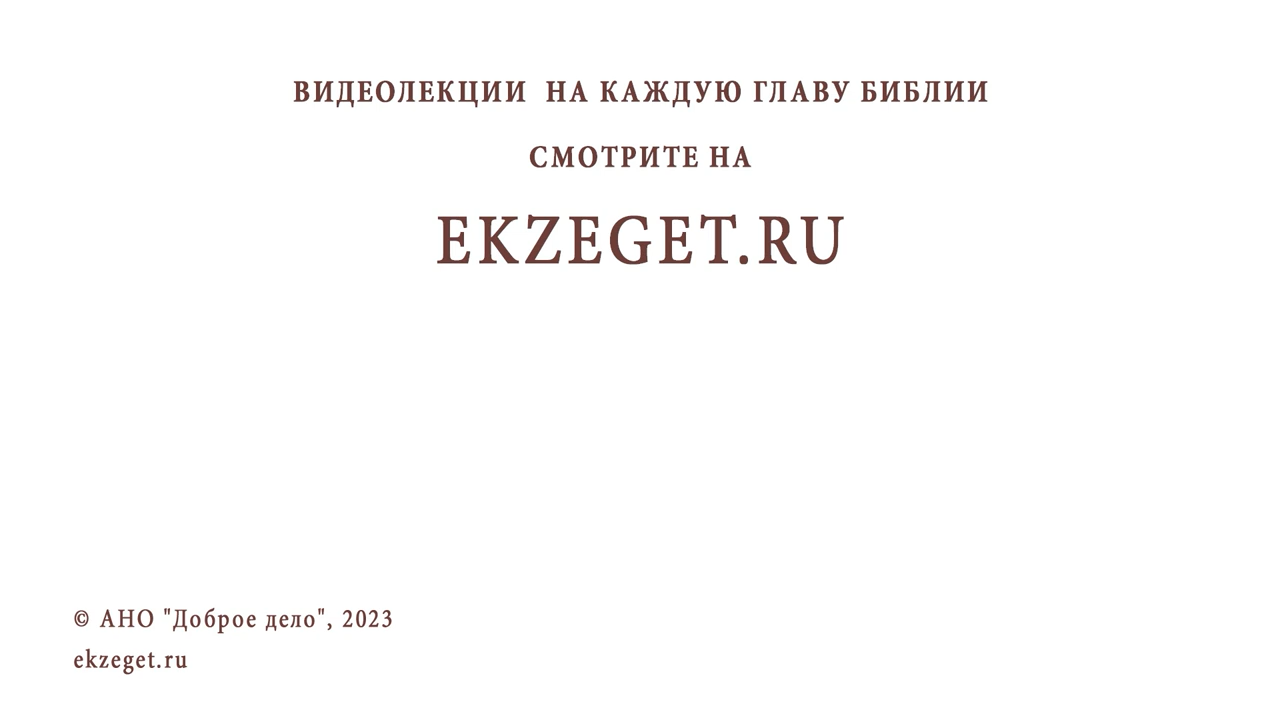 ВИДЕОЛЕКЦИИ НА КАЖДУЮ ГЛАВУ БИБЛИИ
СМОТРИТЕ НА
EKZEGET.RU
© АНО "Доброе дело", 2023
ekzeget.ru